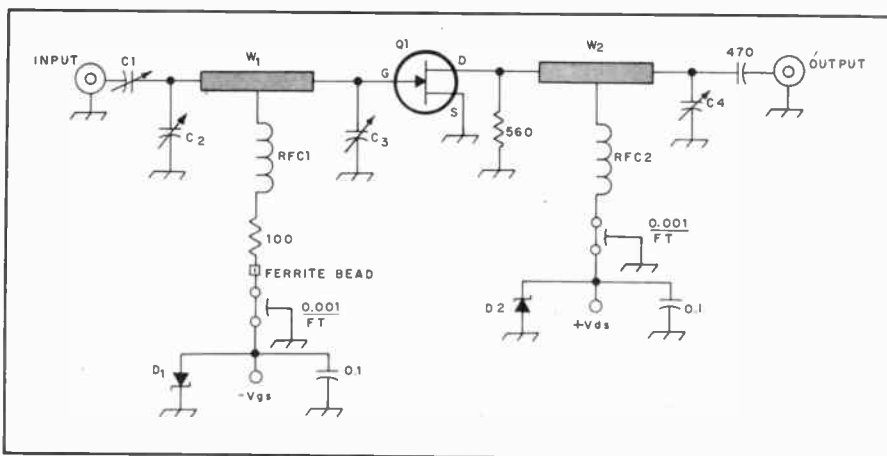 INPUT
C1
W1
Q1
G
D
S
W2
470
OUTPUT
C2
C3
C4
560
RFC1
RFC2
100
FERRITE BEAD
0.001
FT
0.001
FT
D1
-Vgs
0.1
D2
+Vds
0.1